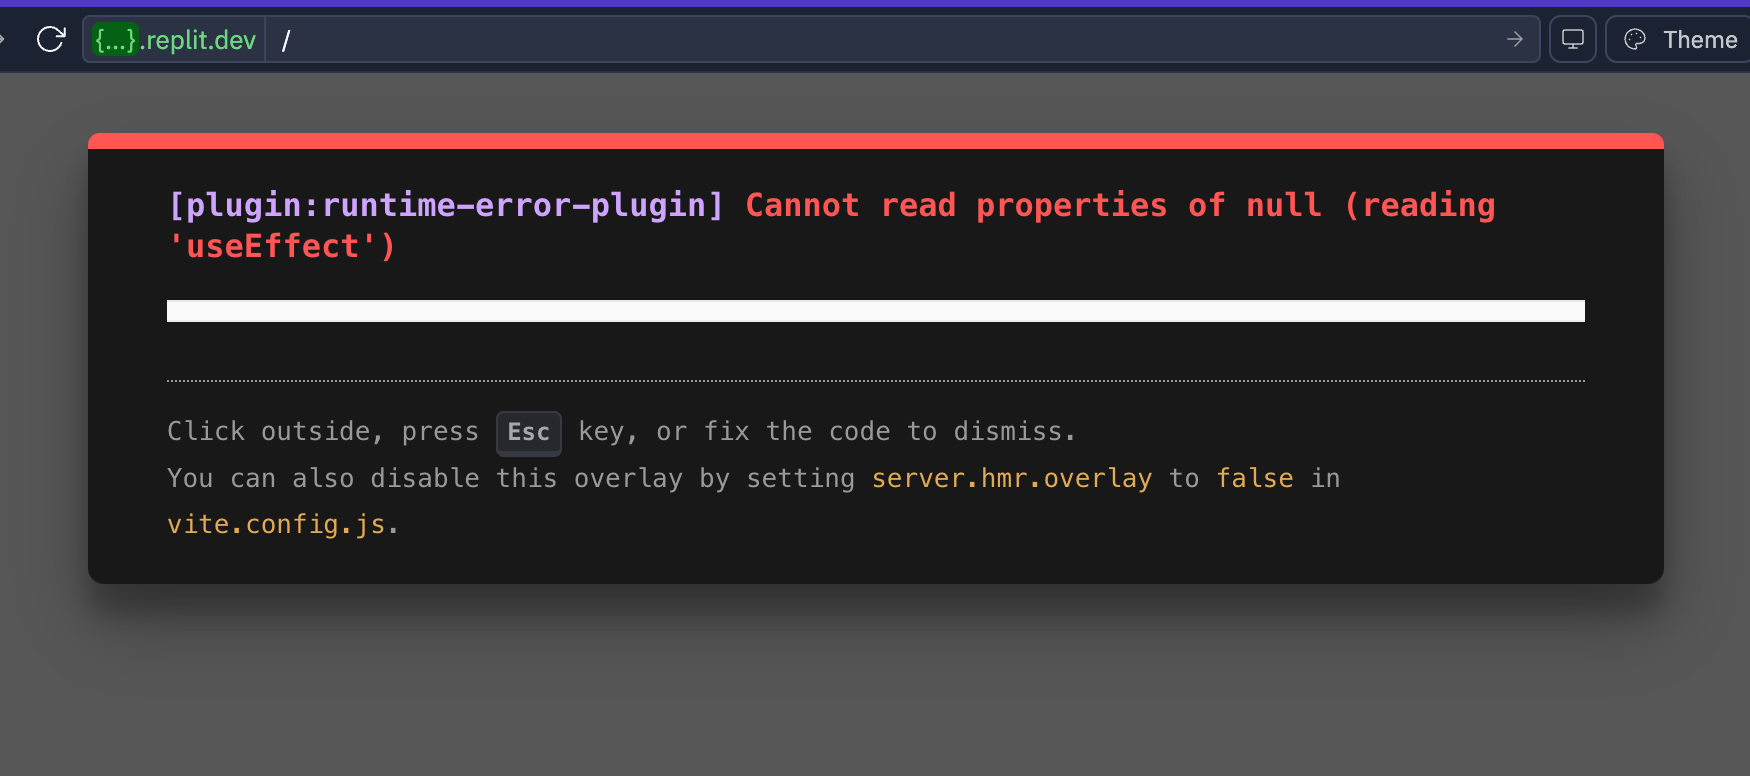 {...}.replit.dev /
Theme
[plugin:runtime-error-plugin] Cannot read properties of null (reading
'useEffect')
Click outside, press Esc key, or fix the code to dismiss.
You can also disable this overlay by setting server.hmr.overlay to false in
vite.config.js.